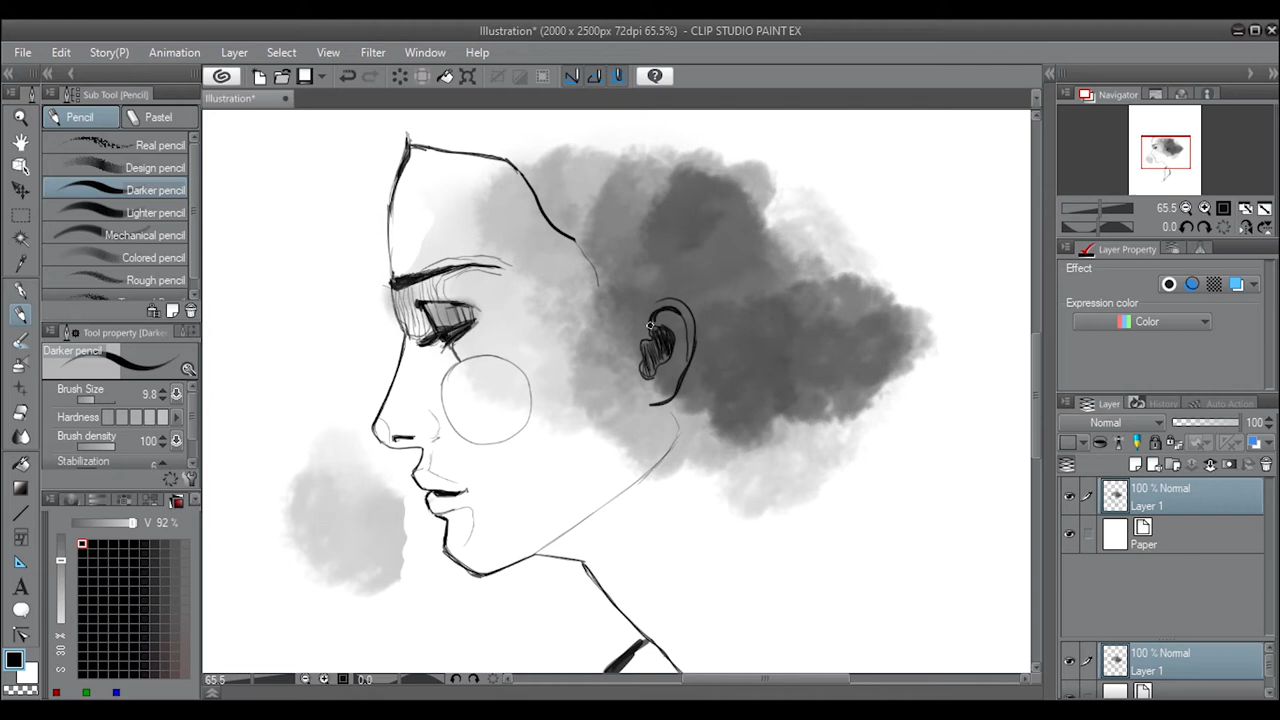 Illustration* (2000 x 2500px 72dpi 65.5%) - CLIP STUDIO PAINT EX
File Edit Story(P) Animation Layer Select View Filter Window Help
Sub Tool [Pencil]
Illustration*
Navigator
Pencil Pastel
Real pencil
Design pencil
Darker pencil
Lighter pencil
Mechanical pencil
Colored pencil
Rough pencil
65.5
0.0
Layer Property
Effect
Expression color
Color
Tool property [Darker
Darker pencil
Brush Size 9.8
Hardness
Brush density 100
Stabilization 6
Layer History Auto Action
Normal 100
100 % Normal
Layer 1
Paper
V 92 %
100 % Normal
Layer 1
65.5 0.0